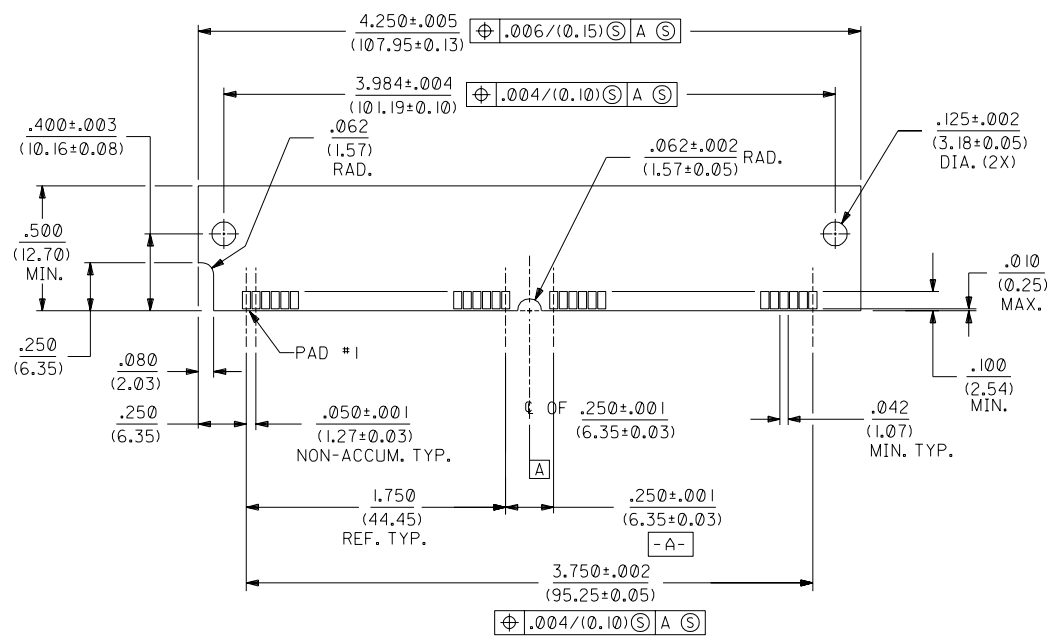 4.250±.005
(107.95±0.13)
⌖ .006/(0.15)Ⓢ A Ⓢ
3.984±.004
(101.19±0.10)
⌖ .004/(0.10)Ⓢ A Ⓢ
.400±.003
(10.16±0.08)
.062
(1.57)
RAD.
.062±.002
(1.57±0.05)
RAD.
.125±.002
(3.18±0.05)
DIA. (2X)
.500
(12.70)
MIN.
.010
(0.25)
MAX.
.250
(6.35)
.080
(2.03)
PAD #1
.100
(2.54)
MIN.
.250
(6.35)
.050±.001
(1.27±0.03)
NON-ACCUM. TYP.
℄ OF .250±.001
(6.35±0.03)
.042
(1.07)
MIN. TYP.
A
1.750
(44.45)
REF. TYP.
.250±.001
(6.35±0.03)
-A-
3.750±.002
(95.25±0.05)
⌖ .004/(0.10)Ⓢ A Ⓢ